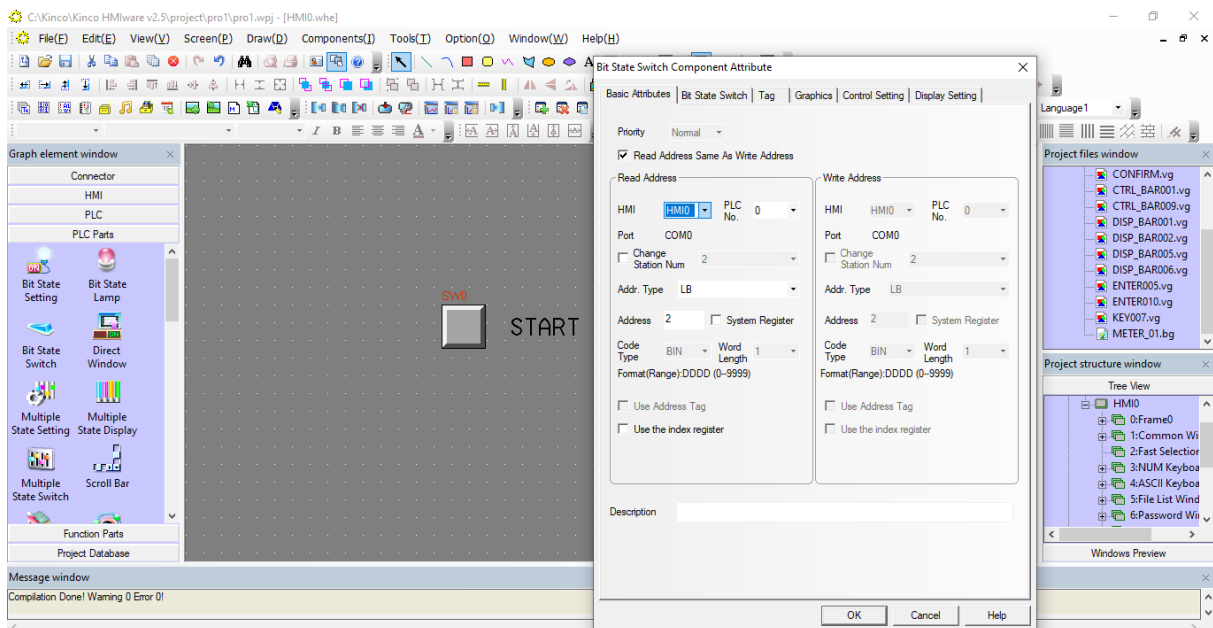 C:\Kinco\Kinco HMIware v2.5\project\pro1\pro1.wpj - [HMI0.whe]
File(F) Edit(E) View(V) Screen(P) Draw(D) Components(I) Tools(T) Option(O) Window(W) Help(H)
Language1
Graph element window
Connector
HMI
PLC
PLC Parts
Bit State Setting
Bit State Lamp
Bit State Switch
Direct Window
Multiple State Setting
Multiple State Display
Multiple State Switch
Scroll Bar
Function Parts
Project Database
SW0
START
Bit State Switch Component Attribute
Basic Attributes Bit State Switch Tag Graphics Control Setting Display Setting
Priority Normal
Read Address Same As Write Address
Read Address
HMI HMI0 PLC No. 0
Port COM0
Change Station Num 2
Addr. Type LB
Address 2 System Register
Code Type BIN Word Length 1
Format(Range):DDDD (0--9999)
Use Address Tag
Use the index register
Write Address
HMI HMI0 PLC No. 0
Port COM0
Change Station Num 2
Addr. Type LB
Address 2 System Register
Code Type BIN Word Length 1
Format(Range):DDDD (0--9999)
Use Address Tag
Use the index register
Description
OK Cancel Help
Project files window
CONFIRM.vg
CTRL_BAR001.vg
CTRL_BAR009.vg
DISP_BAR001.vg
DISP_BAR002.vg
DISP_BAR005.vg
DISP_BAR006.vg
ENTER005.vg
ENTER010.vg
KEY007.vg
METER_01.bg
Project structure window
Tree View
HMI0
0:Frame0
1:Common Wi
2:Fast Selection
3:NUM Keyboa
4:ASCII Keyboa
5:File List Wind
6:Password Wi
Windows Preview
Message window
Compilation Done! Warning 0 Error 0!